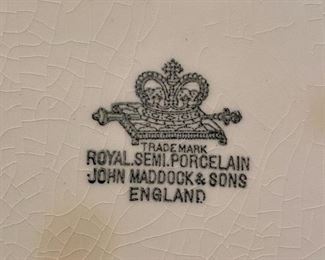 TRADEMARK
ROYAL.SEMI.PORCELAIN
JOHN MADDOCK & SONS
ENGLAND